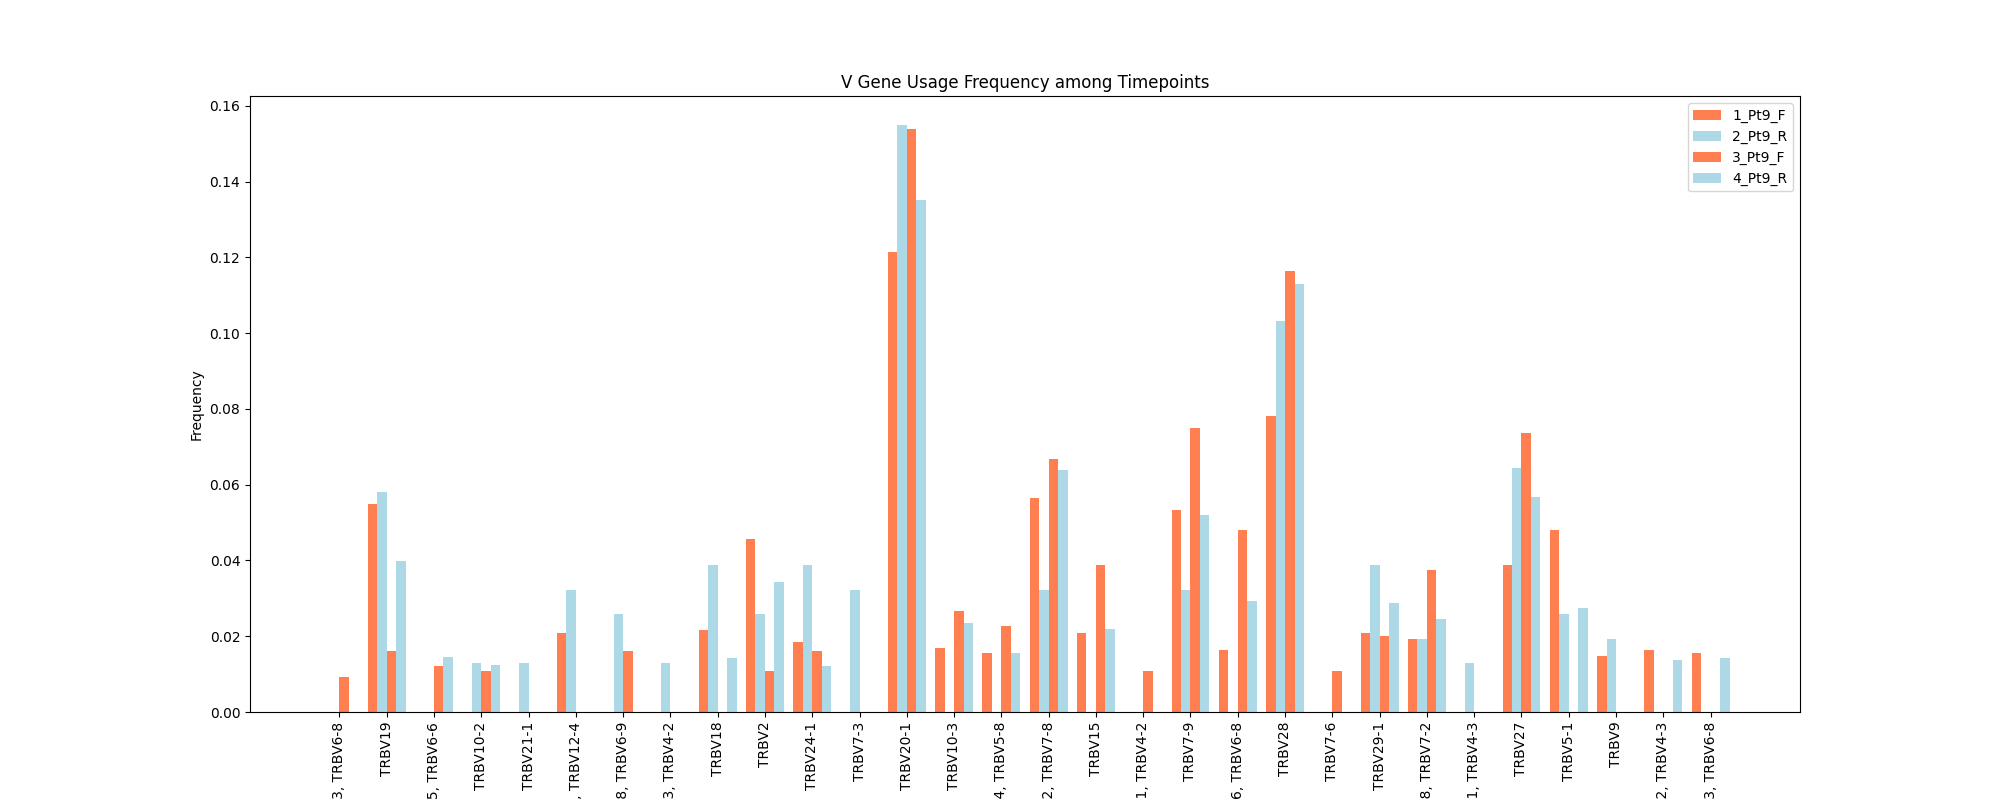 V Gene Usage Frequency among Timepoints
0.16
0.14
0.12
0.10
0.08
0.06
0.04
0.02
0.00
Frequency
1_Pt9_F
2_Pt9_R
3_Pt9_F
4_Pt9_R
3, TRBV6-8
TRBV19
5, TRBV6-6
TRBV10-2
TRBV21-1
, TRBV12-4
8, TRBV6-9
3, TRBV4-2
TRBV18
TRBV2
TRBV24-1
TRBV7-3
TRBV20-1
TRBV10-3
4, TRBV5-8
2, TRBV7-8
TRBV15
1, TRBV4-2
TRBV7-9
6, TRBV6-8
TRBV28
TRBV7-6
TRBV29-1
8, TRBV7-2
1, TRBV4-3
TRBV27
TRBV5-1
TRBV9
2, TRBV4-3
3, TRBV6-8